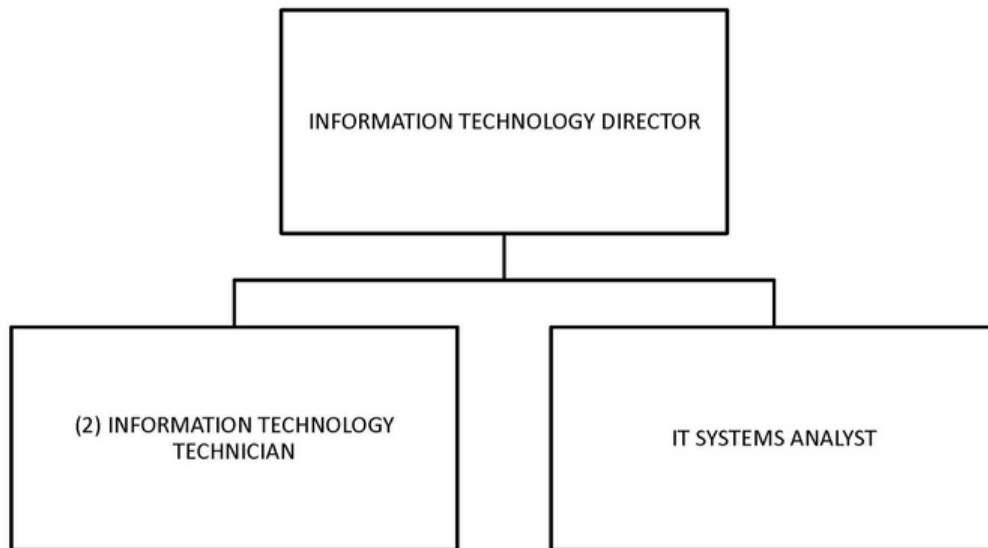 INFORMATION TECHNOLOGY DIRECTOR
(2) INFORMATION TECHNOLOGY
TECHNICIAN
IT SYSTEMS ANALYST